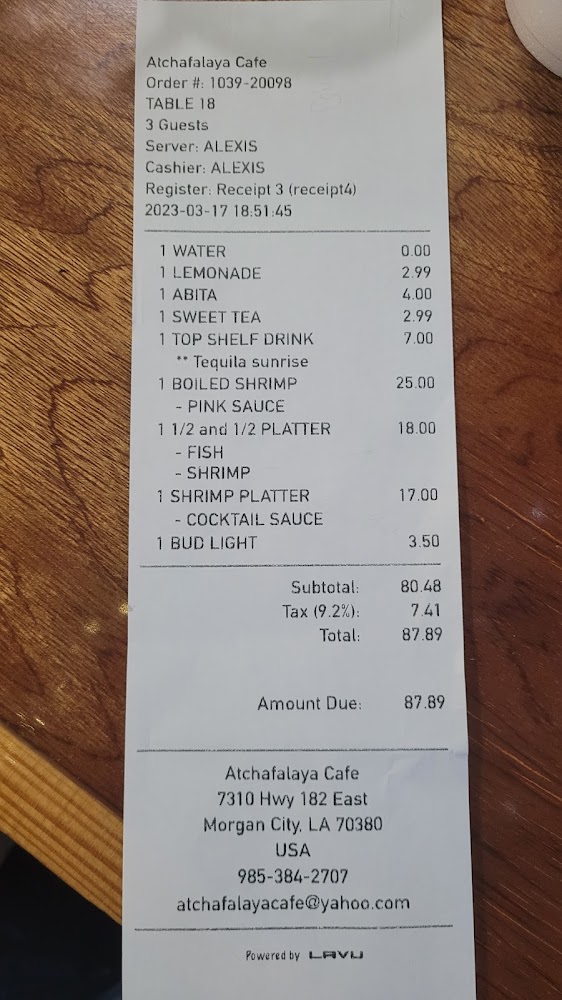 Atchafalaya Cafe
Order #: 1039-20098
TABLE 18
3 Guests
Server: ALEXIS
Cashier: ALEXIS
Register: Receipt 3 (receipt4)
2023-03-17 18:51:45
1 WATER 0.00
1 LEMONADE 2.99
1 ABITA 4.00
1 SWEET TEA 2.99
1 TOP SHELF DRINK 7.00
** Tequila sunrise
1 BOILED SHRIMP 25.00
- PINK SAUCE
1 1/2 and 1/2 PLATTER 18.00
- FISH
- SHRIMP
1 SHRIMP PLATTER 17.00
- COCKTAIL SAUCE
1 BUD LIGHT 3.50
Subtotal: 80.48
Tax (9.2%): 7.41
Total: 87.89
Amount Due: 87.89
Atchafalaya Cafe
7310 Hwy 182 East
Morgan City, LA 70380
USA
985-384-2707
atchafalayacafe@yahoo.com
Powered by LAVU